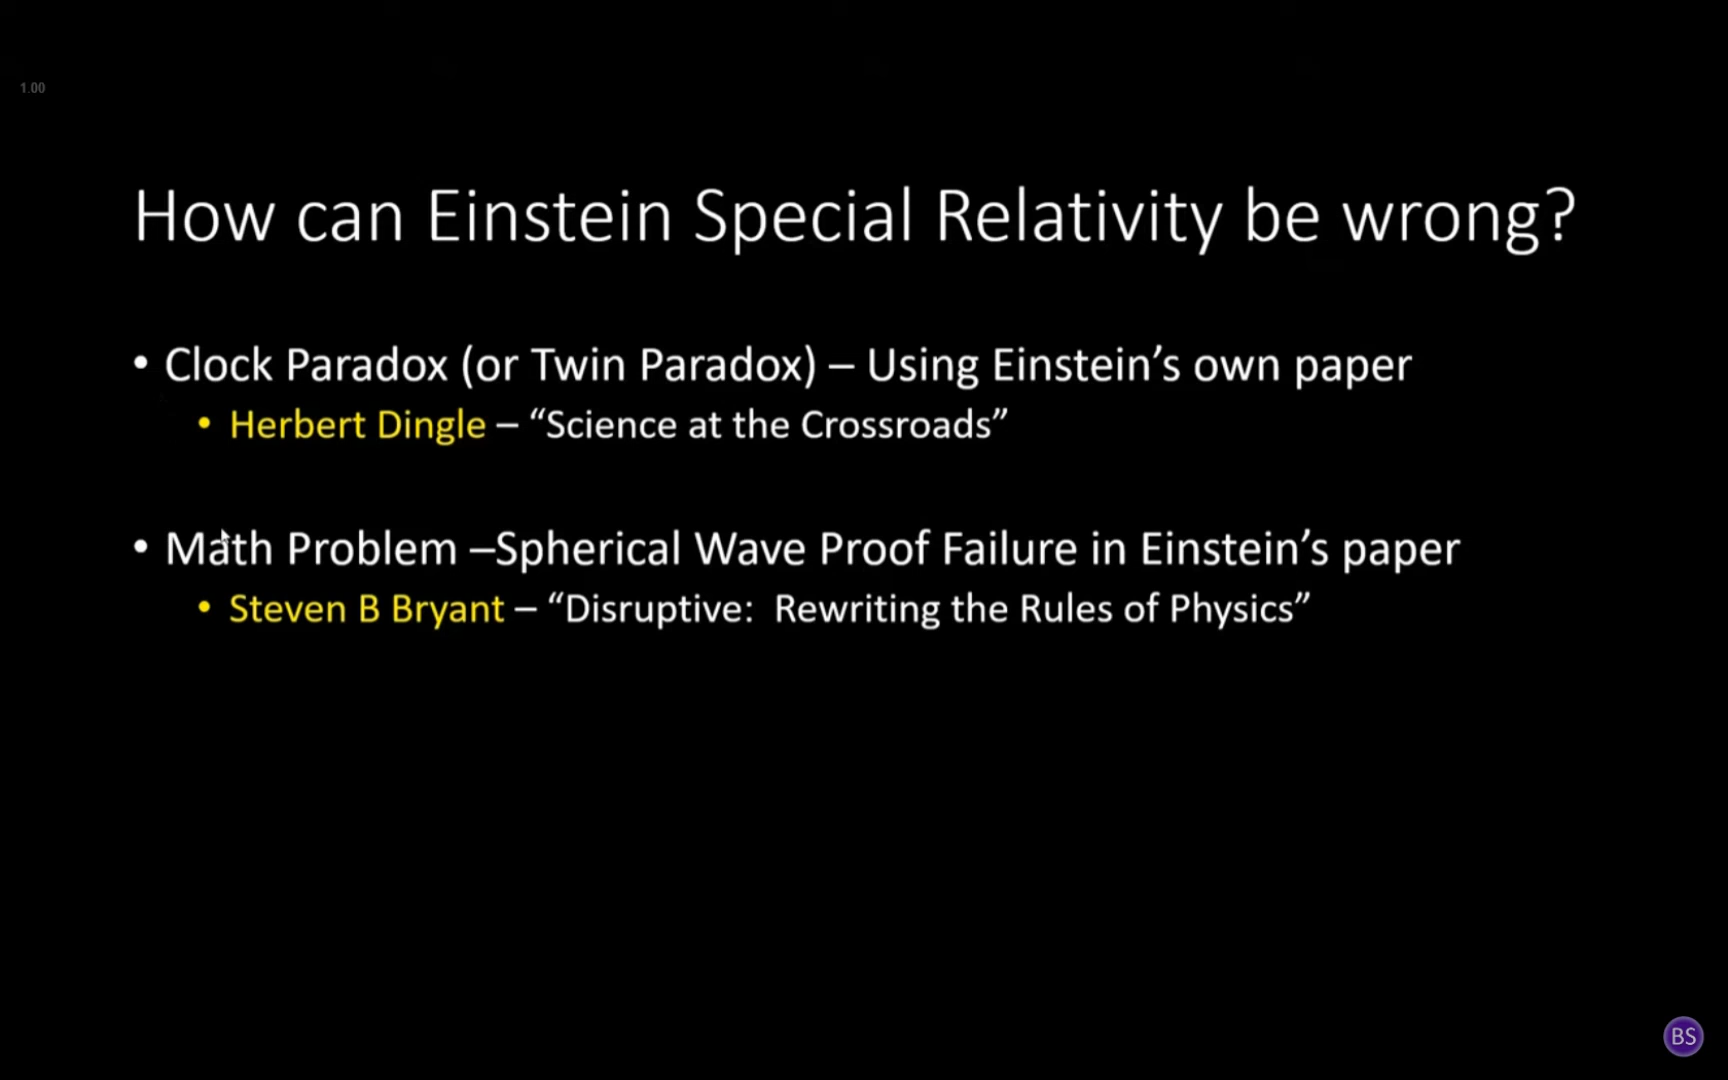 1.00
How can Einstein Special Relativity be wrong?
• Clock Paradox (or Twin Paradox) – Using Einstein’s own paper
• Herbert Dingle – “Science at the Crossroads”
• Math Problem –Spherical Wave Proof Failure in Einstein’s paper
• Steven B Bryant – “Disruptive:  Rewriting the Rules of Physics”
BS